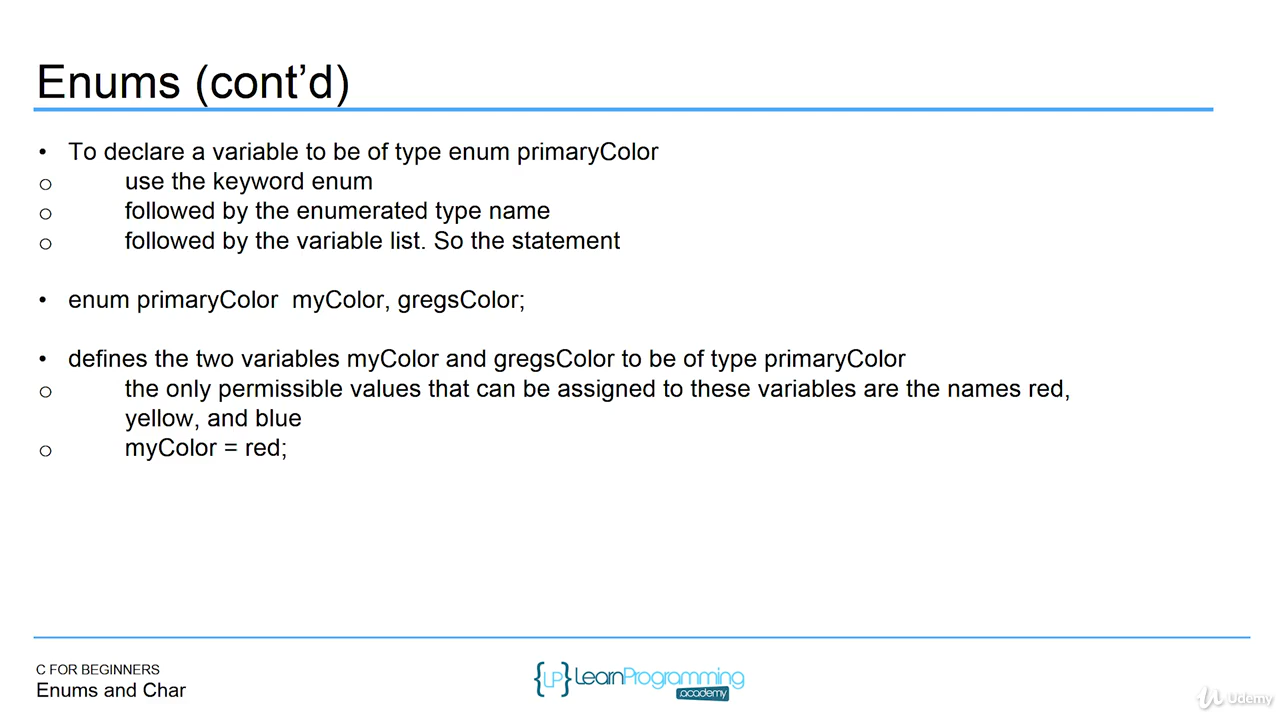 Enums (cont’d)
• To declare a variable to be of type enum primaryColor
o use the keyword enum
o followed by the enumerated type name
o followed by the variable list. So the statement
• enum primaryColor  myColor, gregsColor;
• defines the two variables myColor and gregsColor to be of type primaryColor
o the only permissible values that can be assigned to these variables are the names red,
yellow, and blue
o myColor = red;
C FOR BEGINNERS
Enums and Char
{LP} LearnProgramming
.academy
Udemy